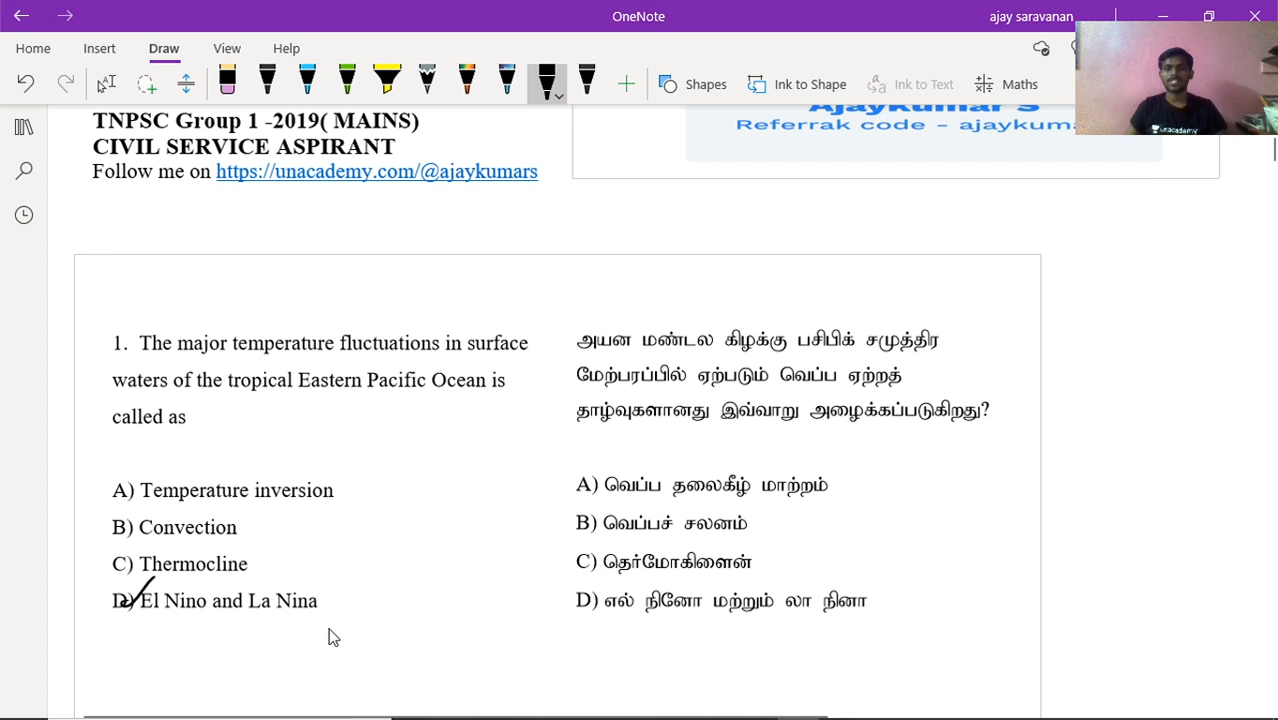 OneNote
ajay saravanan
Home Insert Draw View Help
Shapes Ink to Shape Ink to Text Maths
TNPSC Group 1 -2019( MAINS)
CIVIL SERVICE ASPIRANT
Follow me on https://unacademy.com/@ajaykumars
Ajaykumar S
Referrak code – ajaykuma
unacademy
1. The major temperature fluctuations in surface
waters of the tropical Eastern Pacific Ocean is
called as
A) Temperature inversion
B) Convection
C) Thermocline
D) El Nino and La Nina
அயன மண்டல கிழக்கு பசிபிக் சமுத்திர
மேற்பரப்பில் ஏற்படும் வெப்ப ஏற்றத்
தாழ்வுகளானது இவ்வாறு அழைக்கப்படுகிறது?
A) வெப்ப தலைகீழ் மாற்றம்
B) வெப்பச் சலனம்
C) தெர்மோகிளைன்
D) எல் நினோ மற்றும் லா நினா